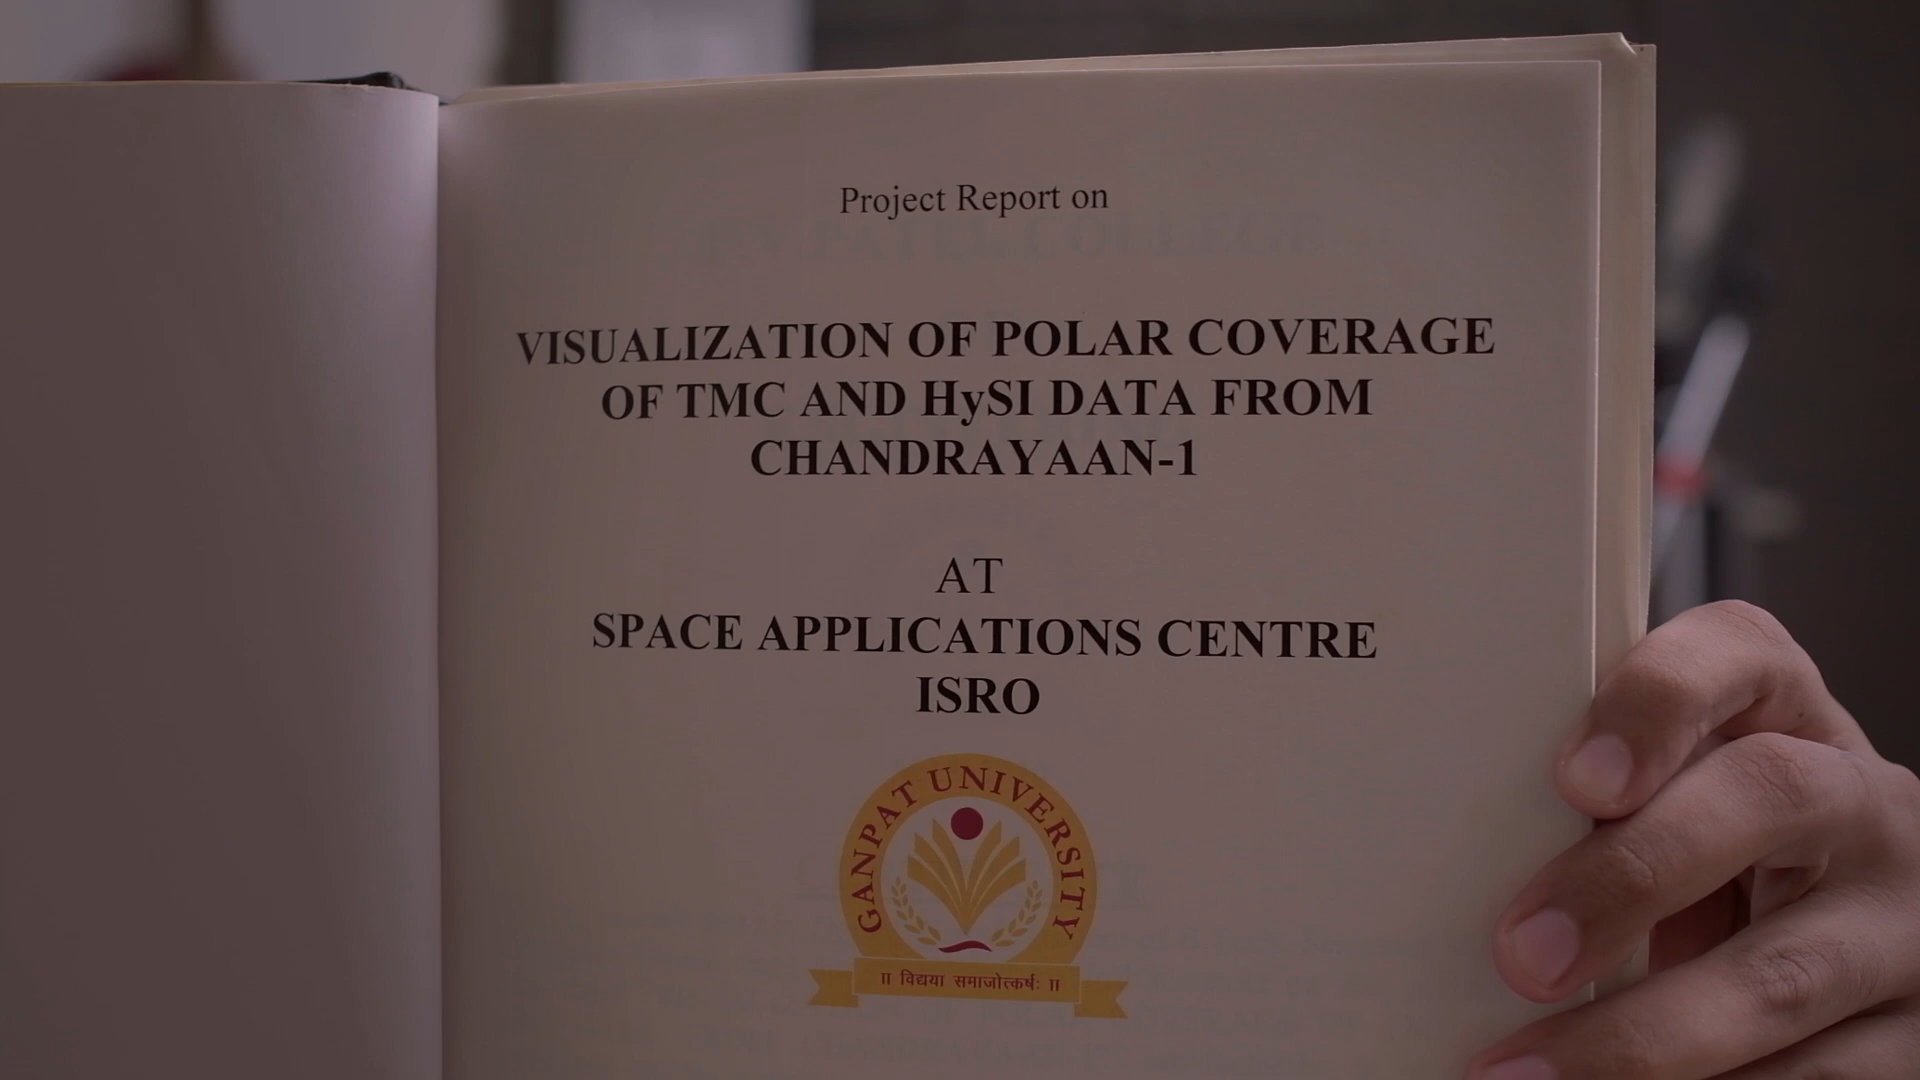 Project Report on
VISUALIZATION OF POLAR COVERAGE
OF TMC AND HySI DATA FROM
CHANDRAYAAN-1
AT
SPACE APPLICATIONS CENTRE
ISRO
GANPAT UNIVERSITY
॥ विद्यया समाजोत्कर्षः ॥